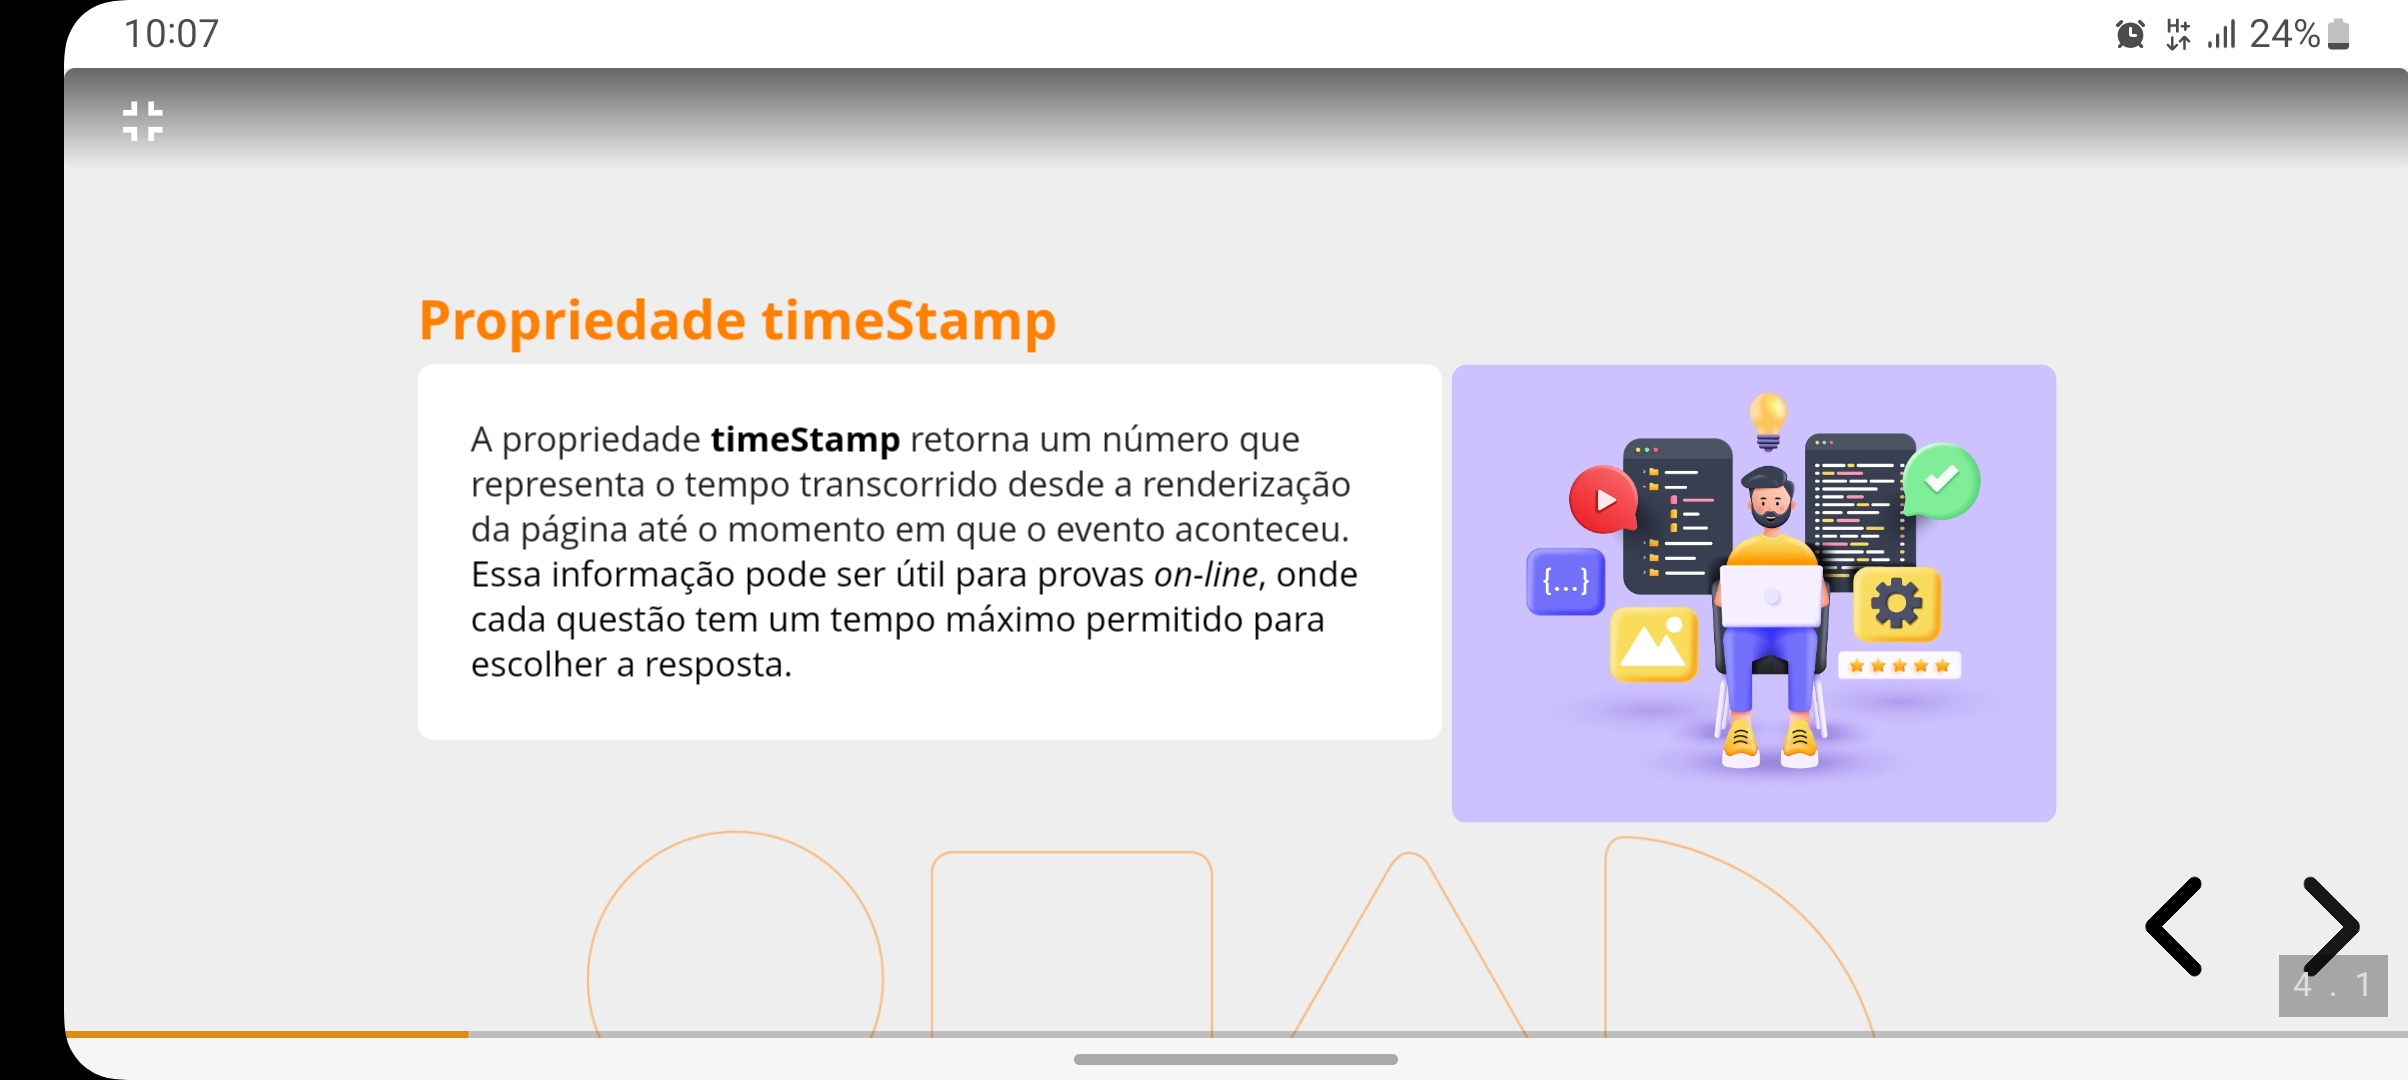 10:07
H+
24%
Propriedade timeStamp
A propriedade timeStamp retorna um número que
representa o tempo transcorrido desde a renderização
da página até o momento em que o evento aconteceu.
Essa informação pode ser útil para provas on-line, onde
cada questão tem um tempo máximo permitido para
escolher a resposta.
{...}
4 . 1